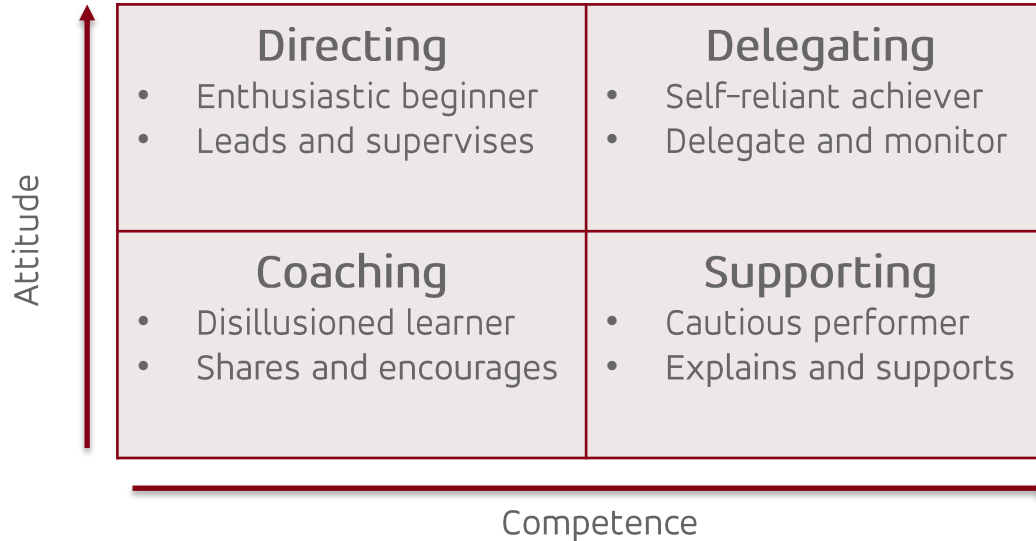 Directing
• Enthusiastic beginner
• Leads and supervises
Delegating
• Self-reliant achiever
• Delegate and monitor
Coaching
• Disillusioned learner
• Shares and encourages
Supporting
• Cautious performer
• Explains and supports
Attitude
Competence